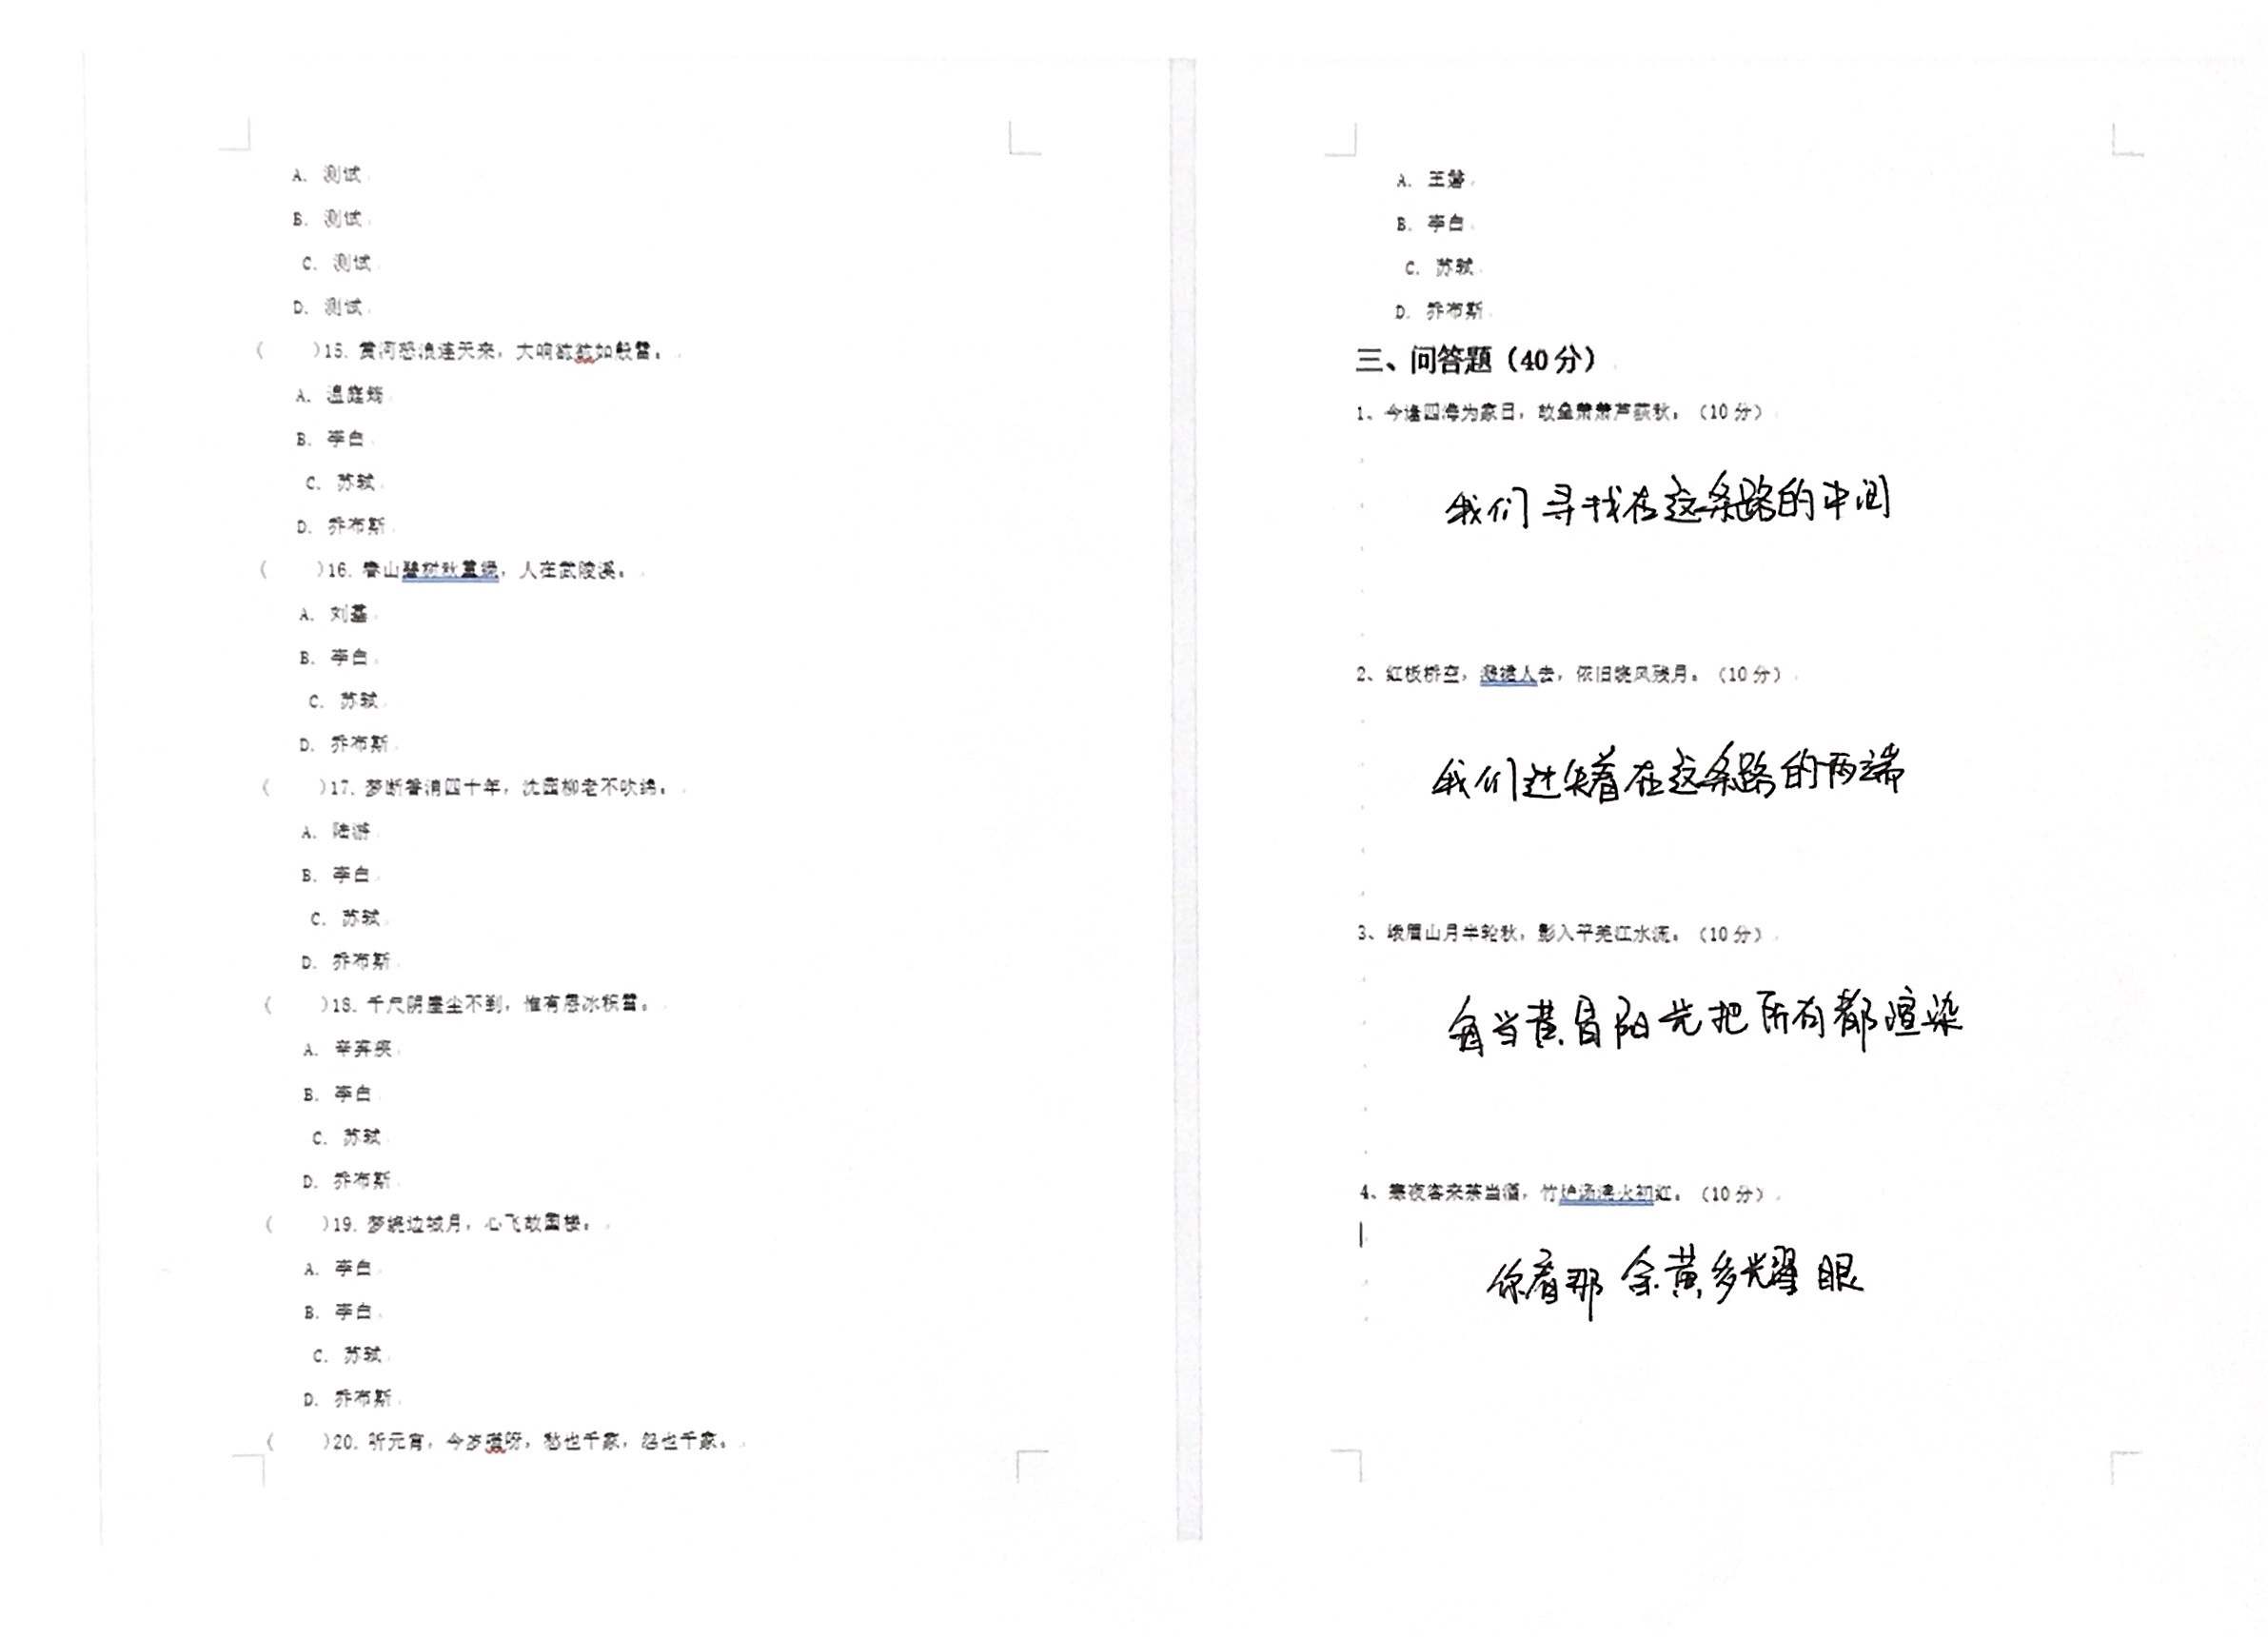 A. 测试
B. 测试
C. 测试
D. 测试
( )15. 黄河怒浪连天来，大响谹谹如殷雷。
A. 温庭筠
B. 李白
C. 苏轼
D. 乔布斯
( )16. 春山碧树秋重绿，人在武陵溪。
A. 刘基
B. 李白
C. 苏轼
D. 乔布斯
( )17. 梦断香消四十年，沈园柳老不吹绵。
A. 陆游
B. 李白
C. 苏轼
D. 乔布斯
( )18. 千尺阴崖尘不到，惟有层冰积雪。
A. 辛弃疾
B. 李白
C. 苏轼
D. 乔布斯
( )19. 梦绕边城月，心飞故国楼。
A. 李白
B. 李白
C. 苏轼
D. 乔布斯
( )20. 听元宵，今岁嗟呀，愁也千家，怨也千家。
A. 王磐
B. 李白
C. 苏轼
D. 乔布斯
三、问答题（40分）
1、今逢四海为家日，故垒萧萧芦荻秋。（10分）
我们寻找在这条路的中间
2、红板桥空，溅裙人去，依旧晓风残月。（10分）
我们迷失着在这条路的两端
3、峨眉山月半轮秋，影入平羌江水流。（10分）
每当黄昏阳光把所有都渲染
4、寒夜客来茶当酒，竹炉汤沸火初红。（10分）
你看那金黄多光耀眼